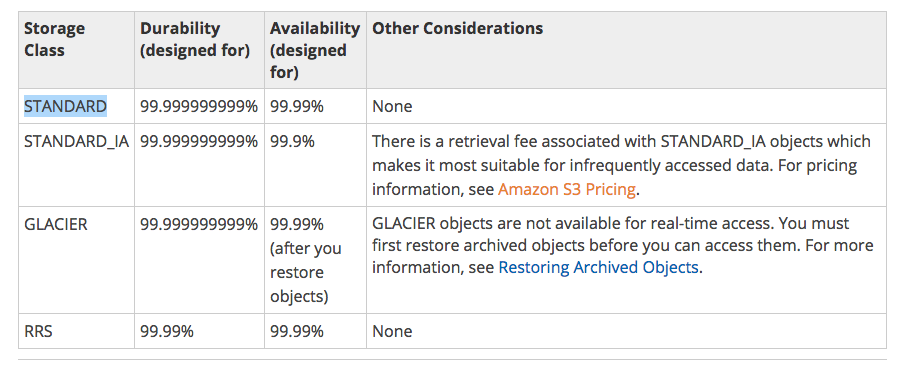 Storage Class
Durability (designed for)
Availability (designed for)
Other Considerations
STANDARD
99.999999999%
99.99%
None
STANDARD_IA
99.999999999%
99.9%
There is a retrieval fee associated with STANDARD_IA objects which
makes it most suitable for infrequently accessed data. For pricing
information, see Amazon S3 Pricing.
GLACIER
99.999999999%
99.99%
(after you
restore
objects)
GLACIER objects are not available for real-time access. You must
first restore archived objects before you can access them. For more
information, see Restoring Archived Objects.
RRS
99.99%
99.99%
None